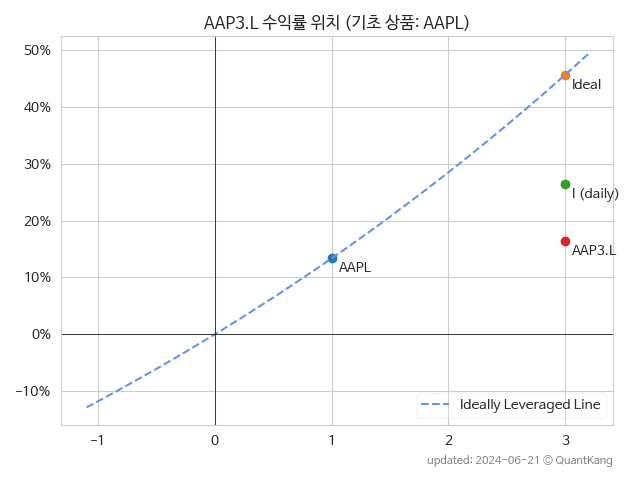 AAP3.L 수익률 위치 (기초 상품: AAPL)
50%
40%
30%
20%
10%
0%
−10%
Ideal
I (daily)
AAP3.L
AAPL
Ideally Leveraged Line
−1 0 1 2 3
updated: 2024-06-21 © QuantKang